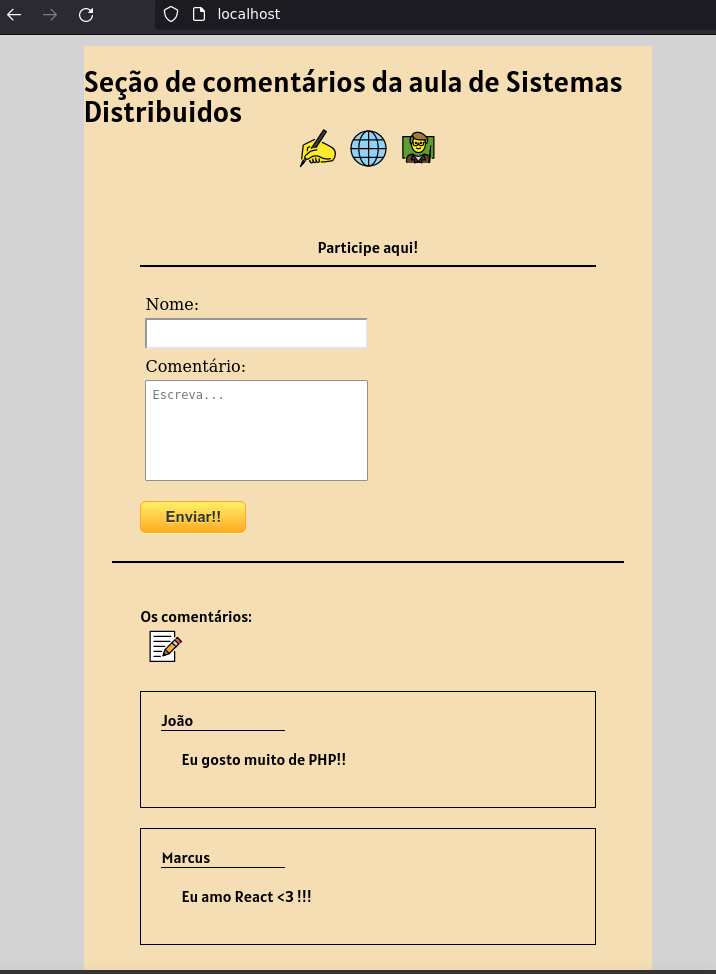 localhost
Seção de comentários da aula de Sistemas
Distribuidos
Participe aqui!
Nome:
Comentário:
Escreva...
Enviar!!
Os comentários:
João
Eu gosto muito de PHP!!
Marcus
Eu amo React <3 !!!